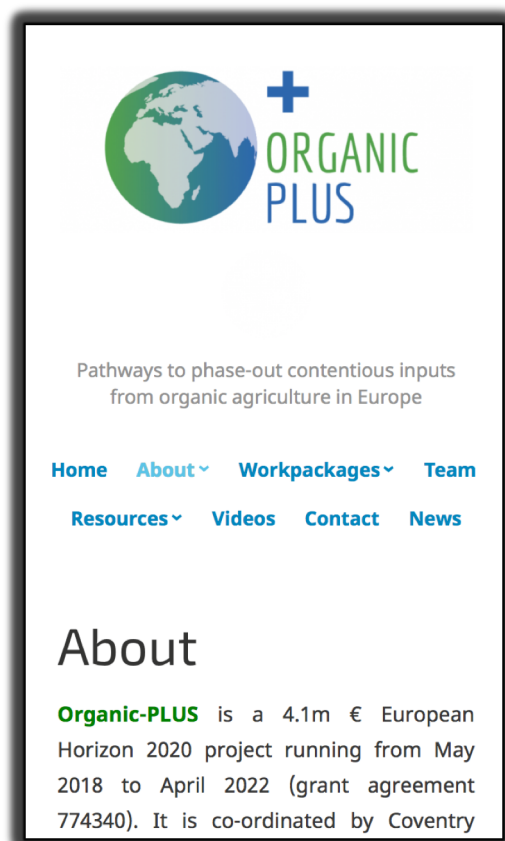 +
ORGANIC
PLUS
Pathways to phase-out contentious inputs
from organic agriculture in Europe
Home About Workpackages Team
Resources Videos Contact News
About
Organic-PLUS is a 4.1m € European
Horizon 2020 project running from May
2018 to April 2022 (grant agreement
774340). It is co-ordinated by Coventry